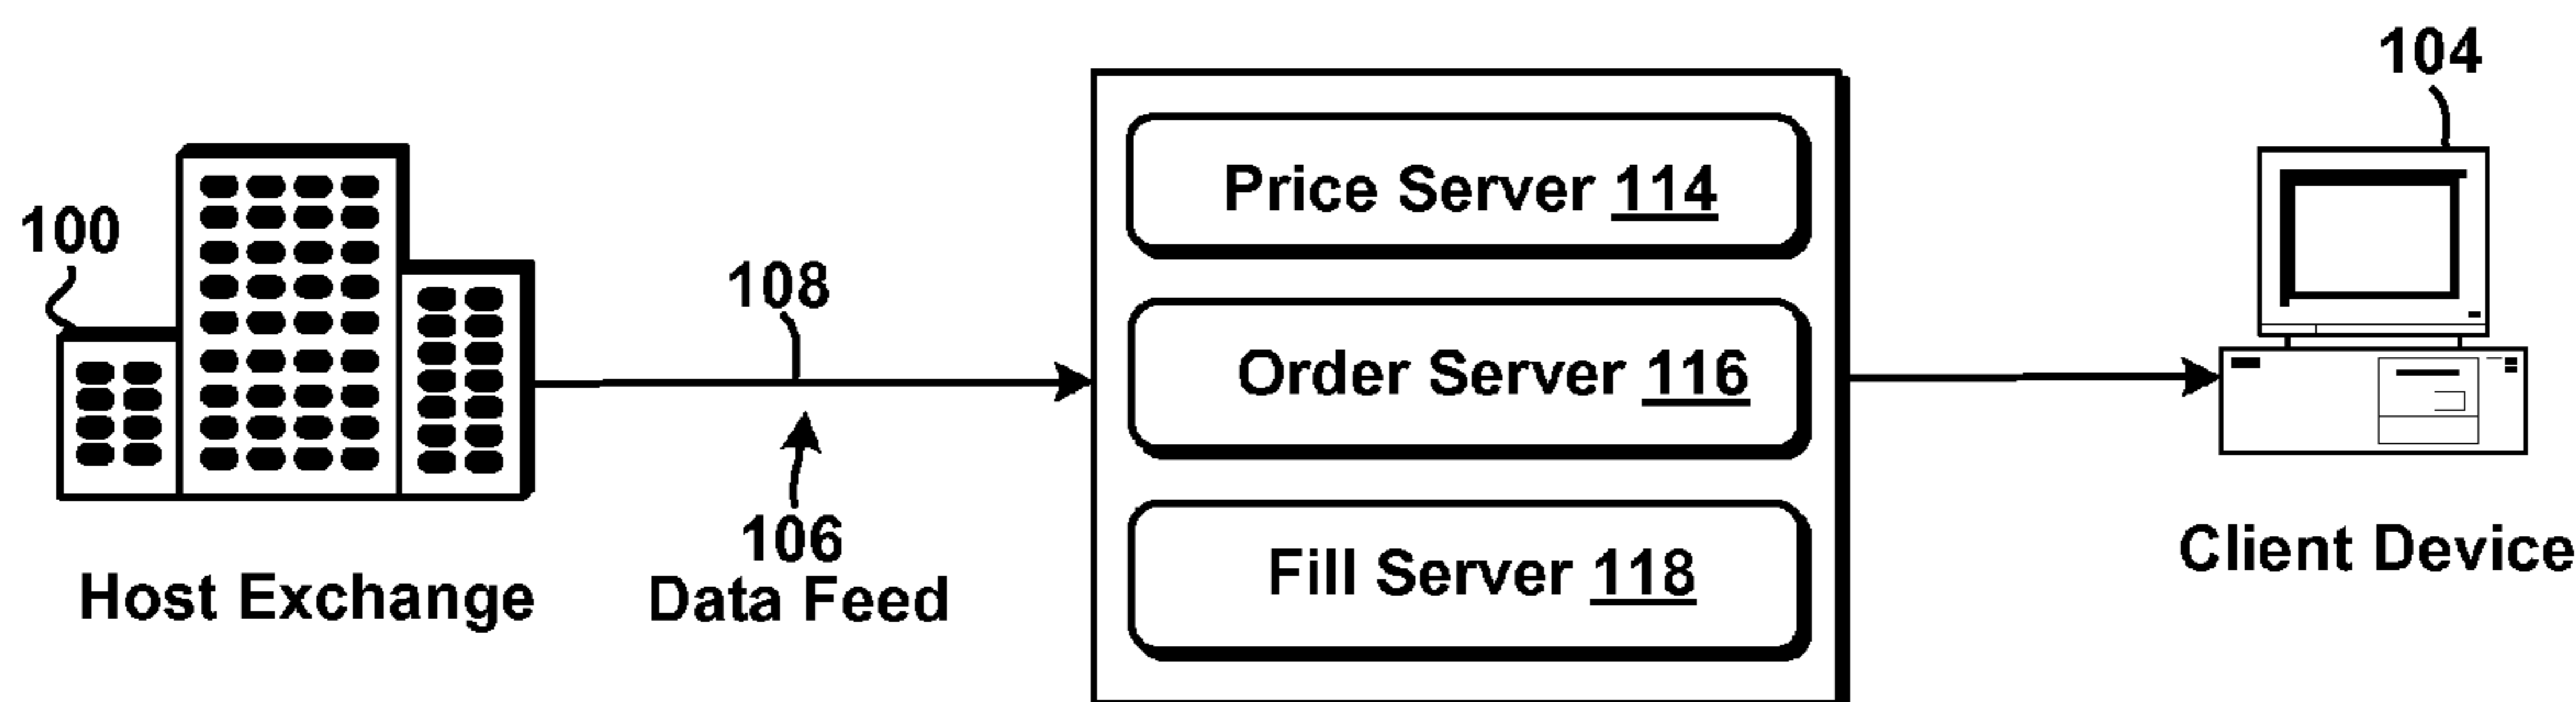 104
Price Server 114
100
108
Order Server 116
106
Data Feed
Fill Server 118
Host Exchange
Client Device